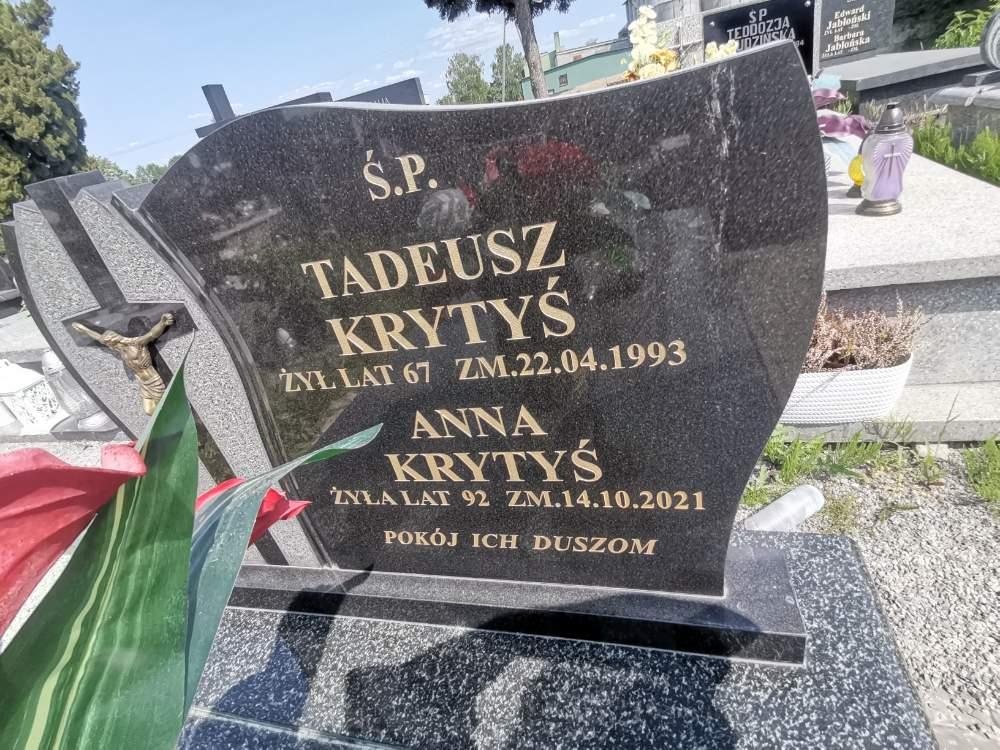 Ś.P.
TADEUSZ
KRYTYŚ
ŻYŁ LAT 67 ZM.22.04.1993
ANNA
KRYTYŚ
ŻYŁA LAT 92 ZM.14.10.2021
POKÓJ ICH DUSZOM
Ś P
TEODOZJA
Edward
Jabłoński
Barbara
Jabłońska